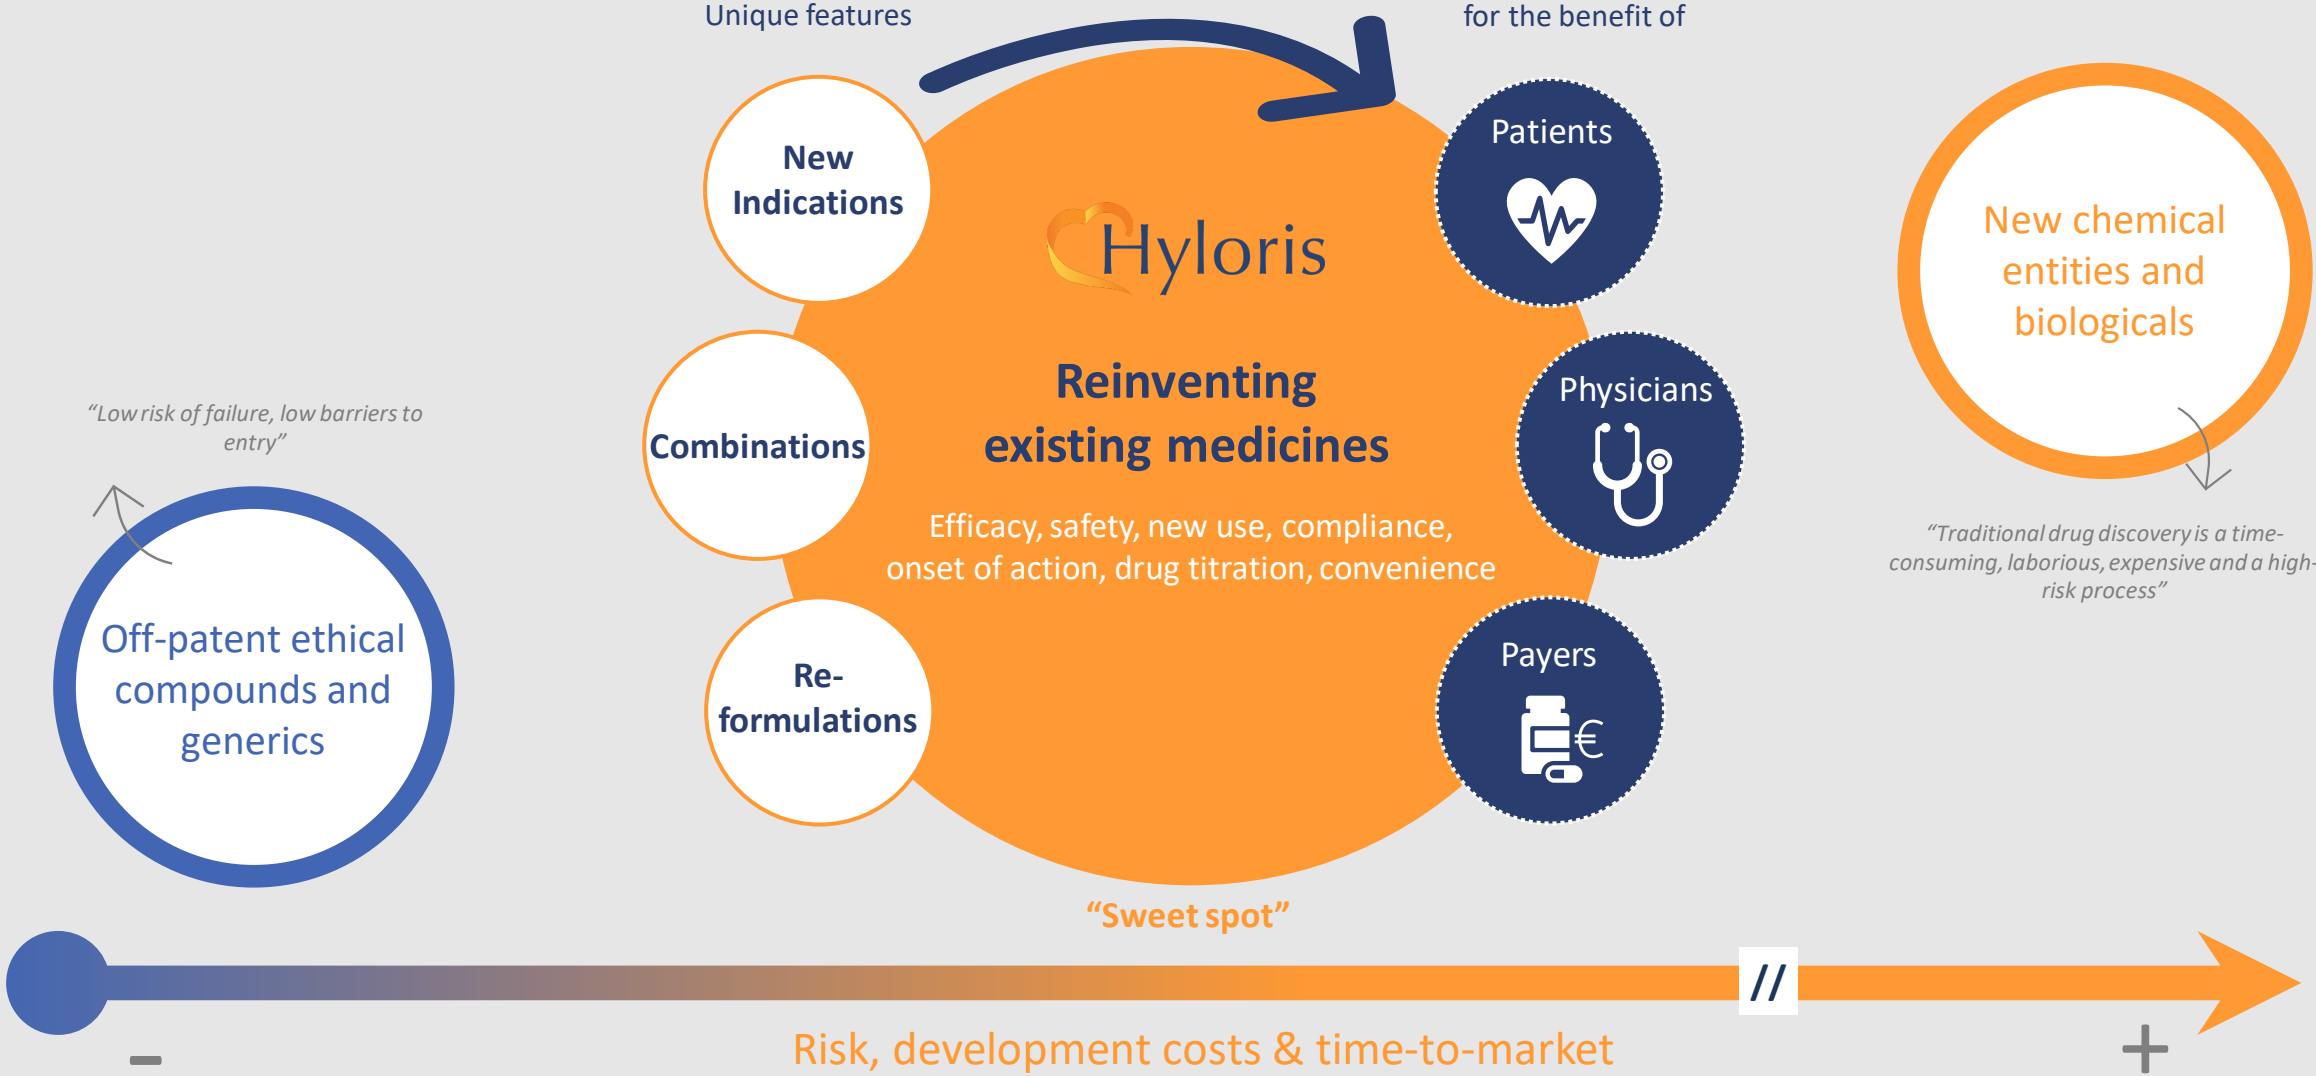 Unique features
for the benefit of
New
Indications
Combinations
Re-
formulations
Hyloris
Reinventing
existing medicines
Efficacy, safety, new use, compliance,
onset of action, drug titration, convenience
Patients
Physicians
Payers
€
“Low risk of failure, low barriers to
entry”
Off-patent ethical
compounds and
generics
New chemical
entities and
biologicals
“Traditional drug discovery is a time-
consuming, laborious, expensive and a high-
risk process”
“Sweet spot”
//
-
Risk, development costs & time-to-market
+